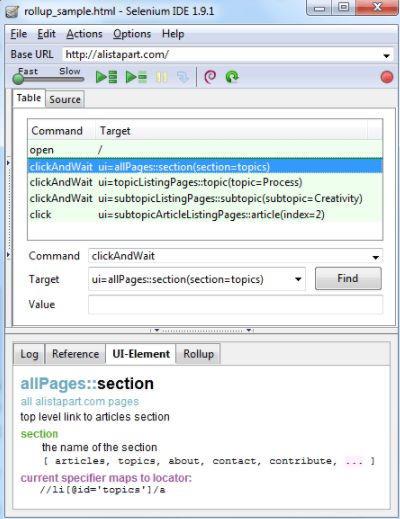 rollup_sample.html - Selenium IDE 1.9.1
File Edit Actions Options Help
Base URL http://alistapart.com/
Fast Slow
Table Source
Command Target
open /
clickAndWait ui=allPages::section(section=topics)
clickAndWait ui=topicListingPages::topic(topic=Process)
clickAndWait ui=subtopicListingPages::subtopic(subtopic=Creativity)
click ui=subtopicArticleListingPages::article(index=2)
Command clickAndWait
Target ui=allPages::section(section=topics) Find
Value
Log Reference UI-Element Rollup
allPages::section
all alistapart.com pages
top level link to articles section
section
the name of the section
[ articles, topics, about, contact, contribute, ... ]
current specifier maps to locator:
//li[@id='topics']/a